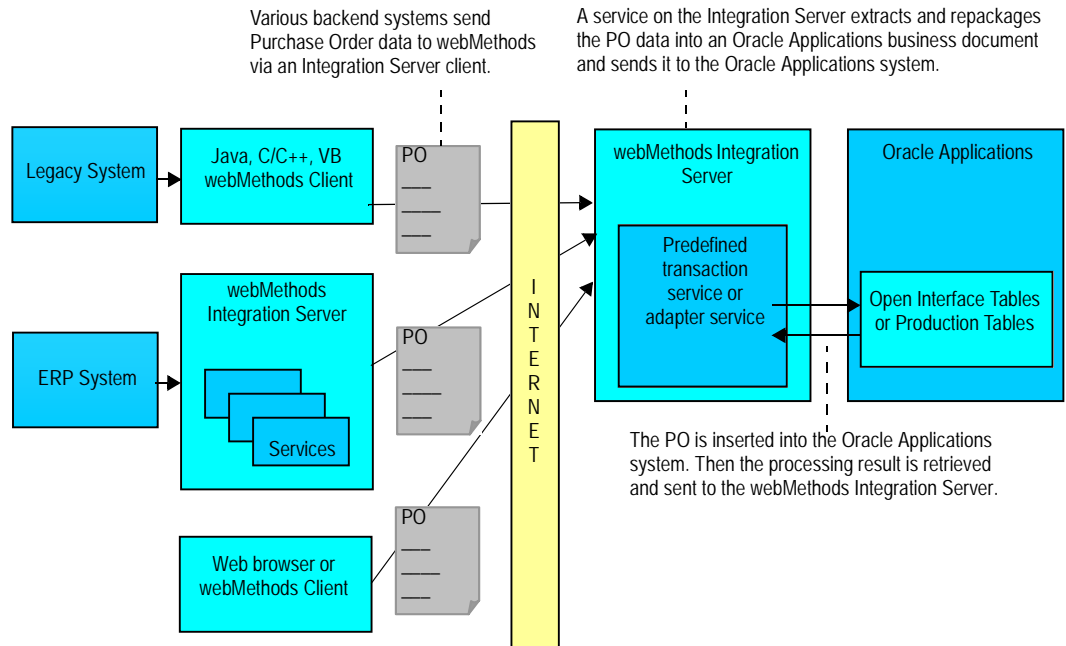 Various backend systems send
Purchase Order data to webMethods
via an Integration Server client.
A service on the Integration Server extracts and repackages
the PO data into an Oracle Applications business document
and sends it to the Oracle Applications system.
Legacy System
Java, C/C++, VB
webMethods Client
PO
webMethods Integration
Server
Oracle Applications
Predefined
transaction
service or
adapter service
Open Interface Tables
or Production Tables
INTERNET
ERP System
webMethods
Integration Server
Services
PO
The PO is inserted into the Oracle Applications
system. Then the processing result is retrieved
and sent to the webMethods Integration Server.
Web browser or
webMethods Client
PO